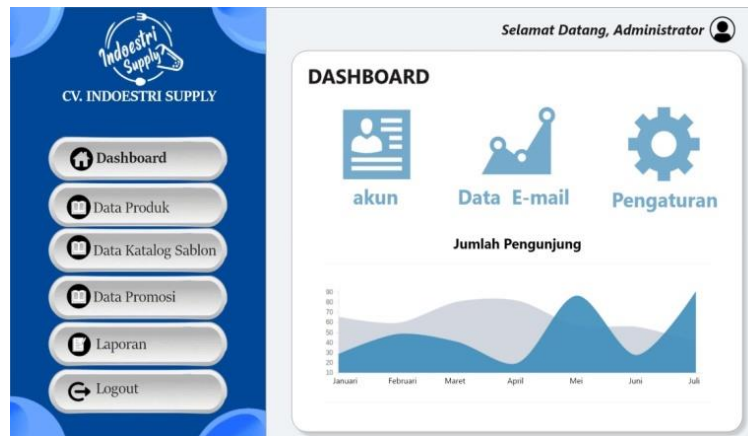 Indoestri
Supply
CV. INDOESTRI SUPPLY
Dashboard
Data Produk
Data Katalog Sablon
Data Promosi
Laporan
Logout
Selamat Datang, Administrator
DASHBOARD
akun
Data E-mail
Pengaturan
Jumlah Pengunjung
90
80
70
60
50
40
30
20
10
Januari Februari Maret April Mei Juni Juli